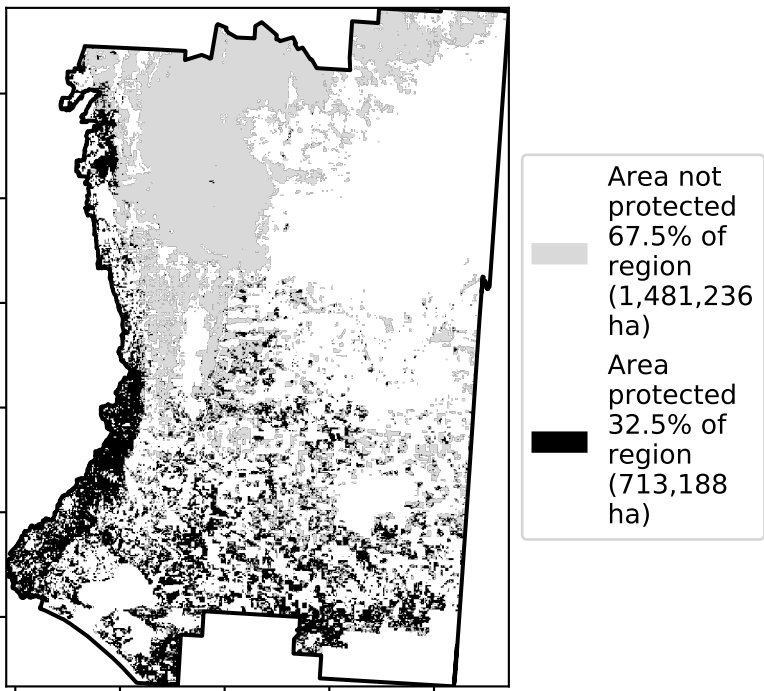 Area not
protected
67.5% of
region
(1,481,236
ha)
Area
protected
32.5% of
region
(713,188
ha)